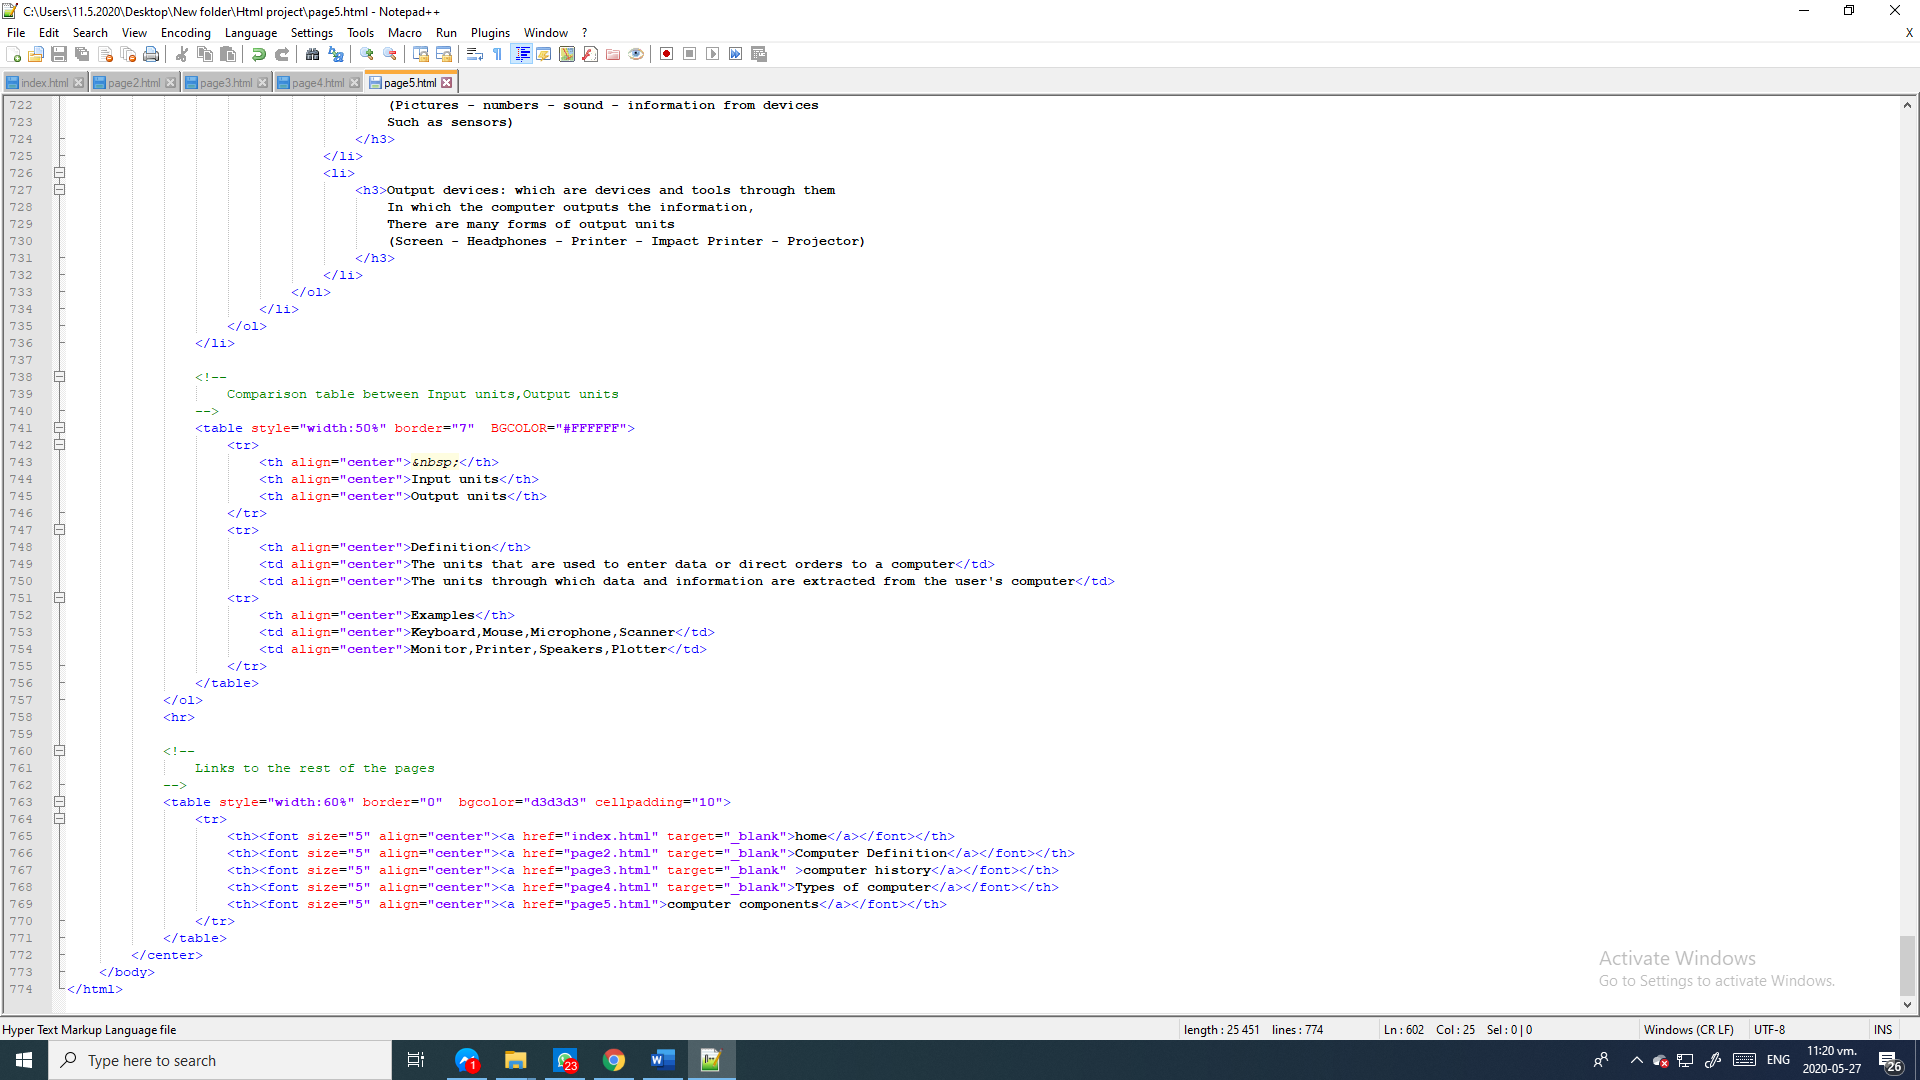 C:\Users\11.5.2020\Desktop\New folder\Html project\page5.html - Notepad++
File Edit Search View Encoding Language Settings Tools Macro Run Plugins Window ? X
index.html page2.html page3.html page4.html page5.html
722 (Pictures - numbers - sound - information from devices
723 Such as sensors)
724 </h3>
725 </li>
726 <li>
727 <h3>Output devices: which are devices and tools through them
728 In which the computer outputs the information,
729 There are many forms of output units
730 (Screen - Headphones - Printer - Impact Printer - Projector)
731 </h3>
732 </li>
733 </ol>
734 </li>
735 </ol>
736 </li>
737
738 <!--
739 Comparison table between Input units,Output units
740 -->
741 <table style="width:50%" border="7"  BGCOLOR="#FFFFFF">
742 <tr>
743 <th align="center">&nbsp;</th>
744 <th align="center">Input units</th>
745 <th align="center">Output units</th>
746 </tr>
747 <tr>
748 <th align="center">Definition</th>
749 <td align="center">The units that are used to enter data or direct orders to a computer</td>
750 <td align="center">The units through which data and information are extracted from the user's computer</td>
751 <tr>
752 <th align="center">Examples</th>
753 <td align="center">Keyboard,Mouse,Microphone,Scanner</td>
754 <td align="center">Monitor,Printer,Speakers,Plotter</td>
755 </tr>
756 </table>
757 </ol>
758 <hr>
759
760 <!--
761 Links to the rest of the pages
762 -->
763 <table style="width:60%" border="0"  bgcolor="d3d3d3" cellpadding="10">
764 <tr>
765 <th><font size="5" align="center"><a href="index.html" target="_blank">home</a></font></th>
766 <th><font size="5" align="center"><a href="page2.html" target="_blank">Computer Definition</a></font></th>
767 <th><font size="5" align="center"><a href="page3.html" target="_blank" >computer history</a></font></th>
768 <th><font size="5" align="center"><a href="page4.html" target="_blank">Types of computer</a></font></th>
769 <th><font size="5" align="center"><a href="page5.html">computer components</a></font></th>
770 </tr>
771 </table>
772 </center>
773 </body>
774 </html>
Activate Windows
Go to Settings to activate Windows.
Hyper Text Markup Language file length : 25 451 lines : 774 Ln : 602 Col : 25 Sel : 0 | 0 Windows (CR LF) UTF-8 INS
Type here to search 1 23 ENG 11:20 vm. 26
2020-05-27